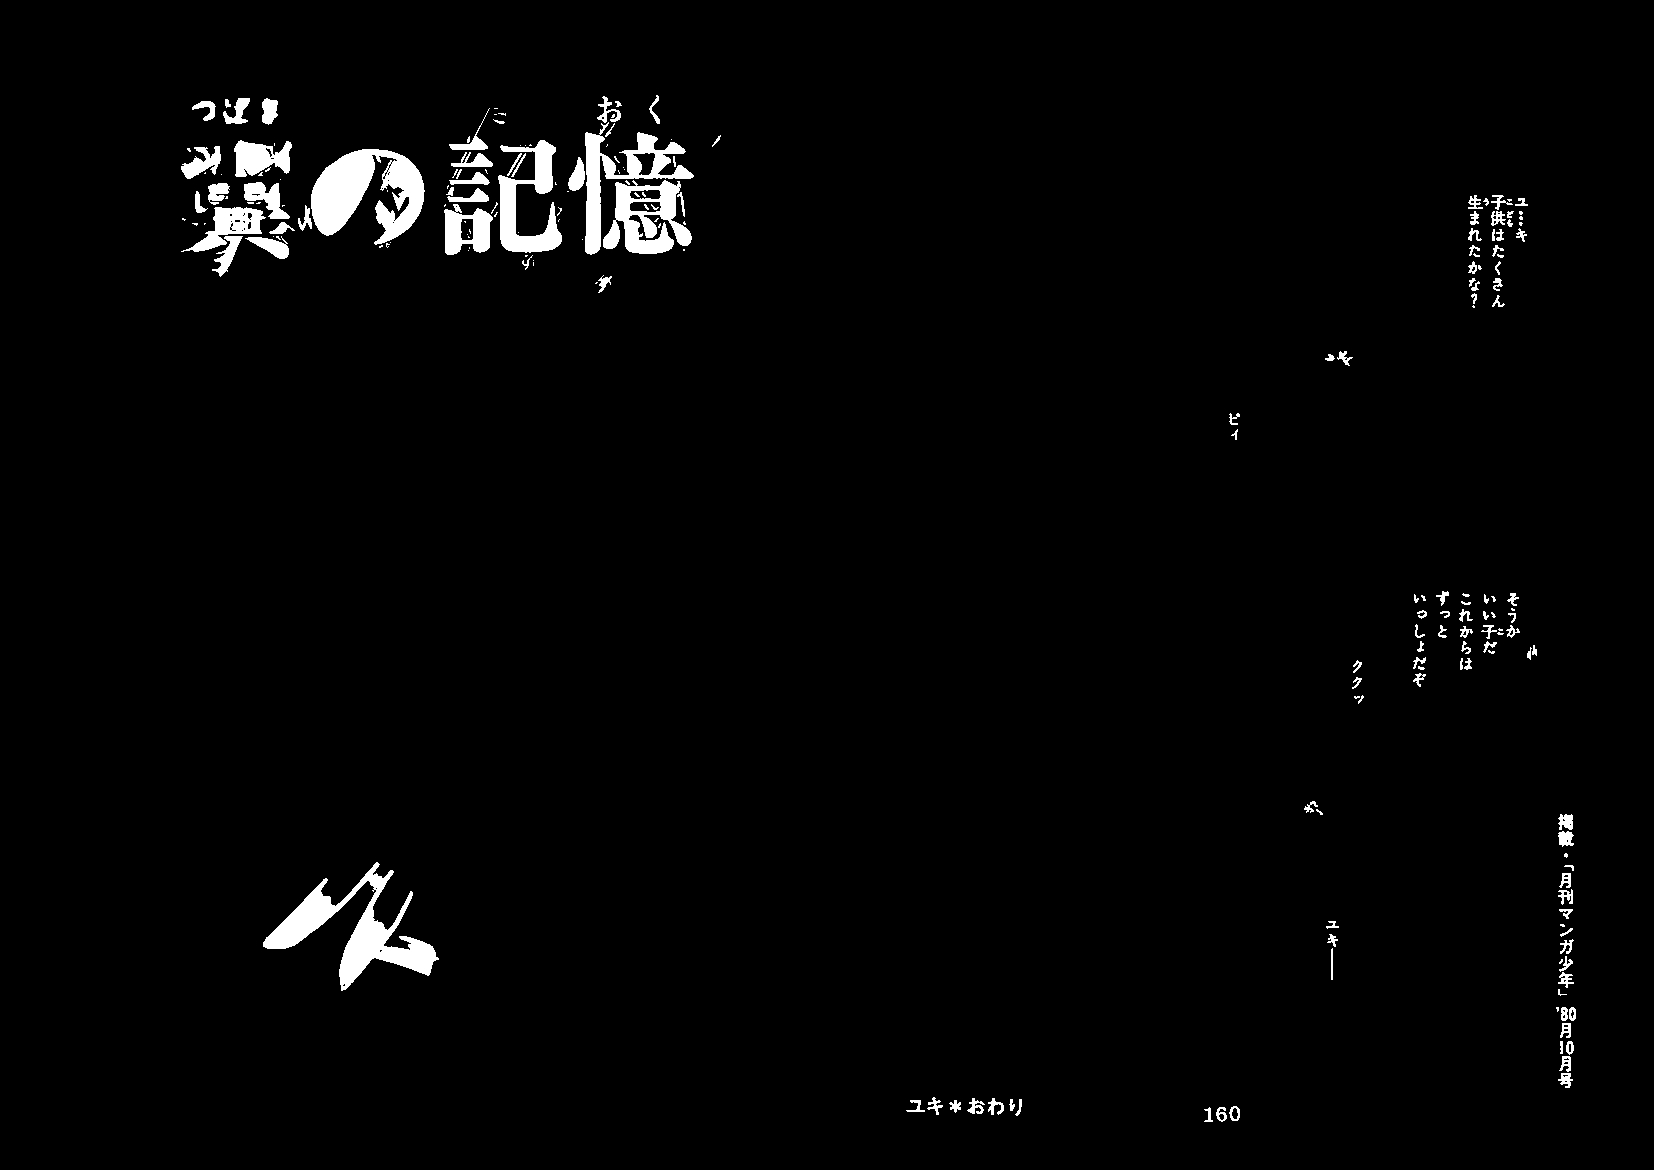 ユ…キ
子供はたくさん
生まれたかな?
ピィ
そうか
いい子だ
これからは
ずっと
いっしょだぞ
ククッ
ユキ──
掲載・「月刊マンガ少年」'80月10月号
160
ユキ*おわり
つばさ
きおく
翼の記憶